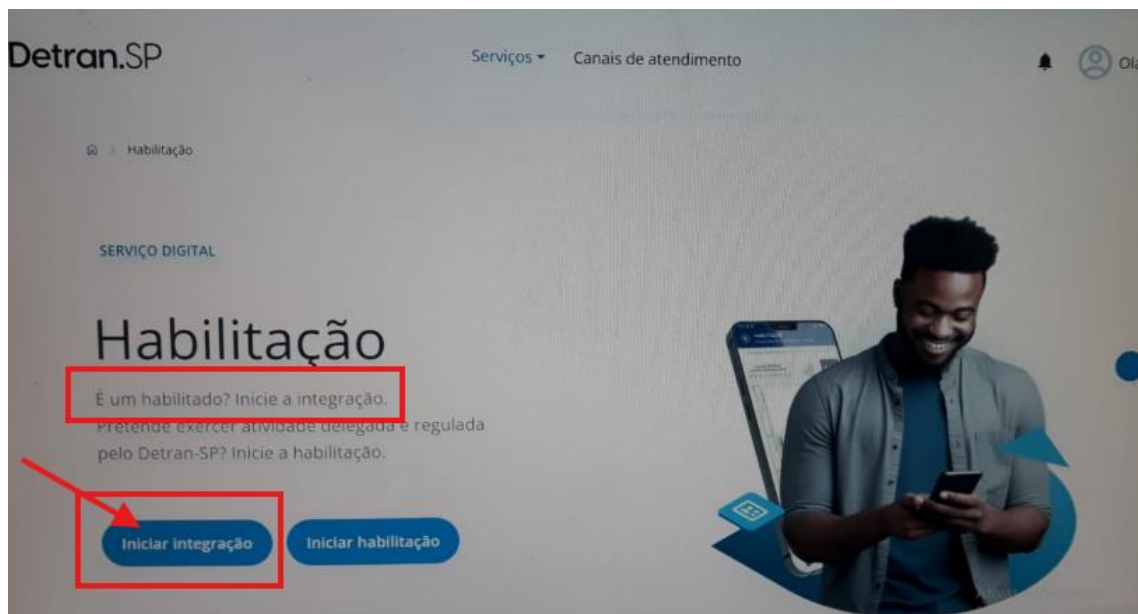 Detran.SP
Serviços
Canais de atendimento
Habilitação
SERVIÇO DIGITAL
Habilitação
É um habilitado? Inicie a integração.
Pretende exercer atividade delegada e regulada
pelo Detran-SP? Inicie a habilitação.
Iniciar integração
Iniciar habilitação